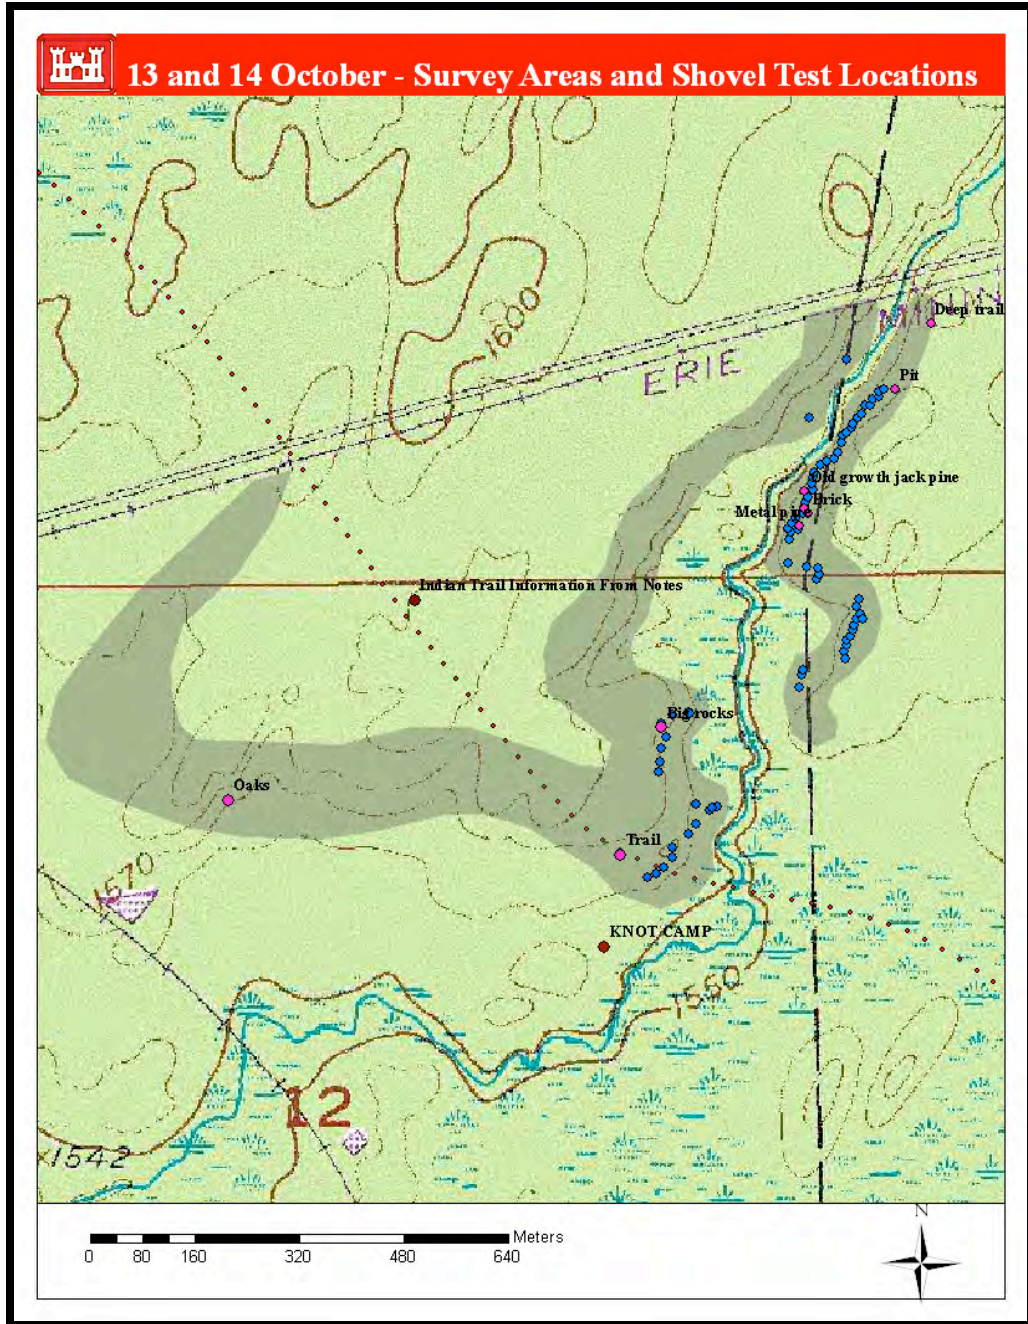 13 and 14 October - Survey Areas and Shovel Test Locations
1600
ERIE
Deep trail
Pit
Old growth jack pine
Brick
Metal pipe
Indian Trail Information From Notes
Big rocks
Oaks
Trail
1670
KNOT CAMP
1560
12
1542
Meters
0 80 160 320 480 640
N